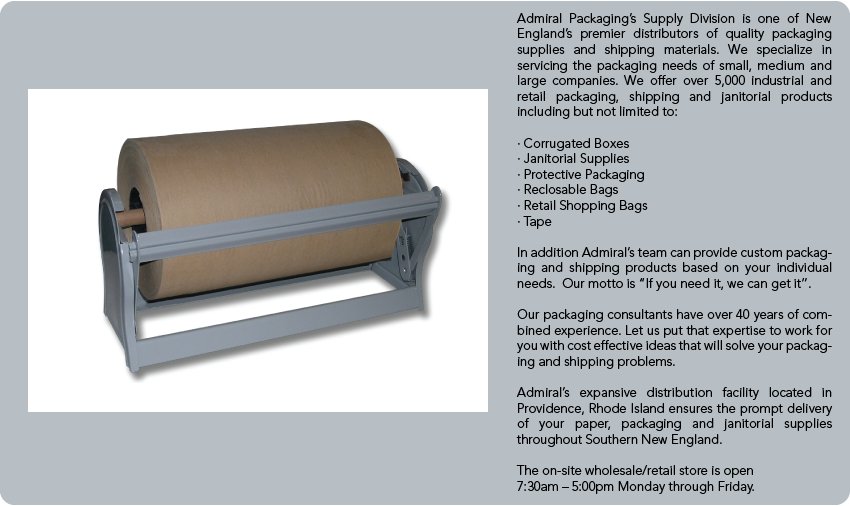 Admiral Packaging's Supply Division is one of New
England's premier distributors of quality packaging
supplies and shipping materials. We specialize in
servicing the packaging needs of small, medium and
large companies. We offer over 5,000 industrial and
retail packaging, shipping and janitorial products
including but not limited to:
· Corrugated Boxes
· Janitorial Supplies
· Protective Packaging
· Reclosable Bags
· Retail Shopping Bags
· Tape
In addition Admiral's team can provide custom packag-
ing and shipping products based on your individual
needs.  Our motto is "If you need it, we can get it".
Our packaging consultants have over 40 years of com-
bined experience. Let us put that expertise to work for
you with cost effective ideas that will solve your packag-
ing and shipping problems.
Admiral's expansive distribution facility located in
Providence, Rhode Island ensures the prompt delivery
of your paper, packaging and janitorial supplies
throughout Southern New England.
The on-site wholesale/retail store is open
7:30am – 5:00pm Monday through Friday.